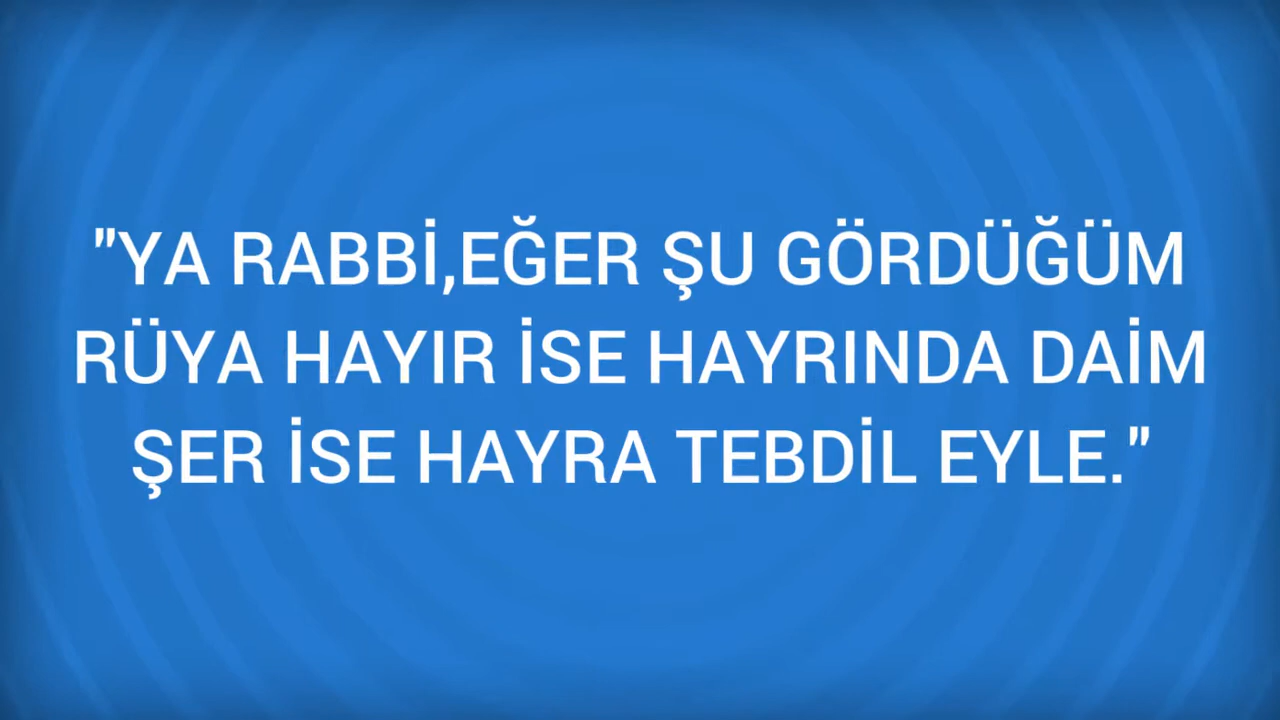 "YA RABBİ,EĞER ŞU GÖRDÜĞÜM
RÜYA HAYIR İSE HAYRINDA DAİM
ŞER İSE HAYRA TEBDİL EYLE."